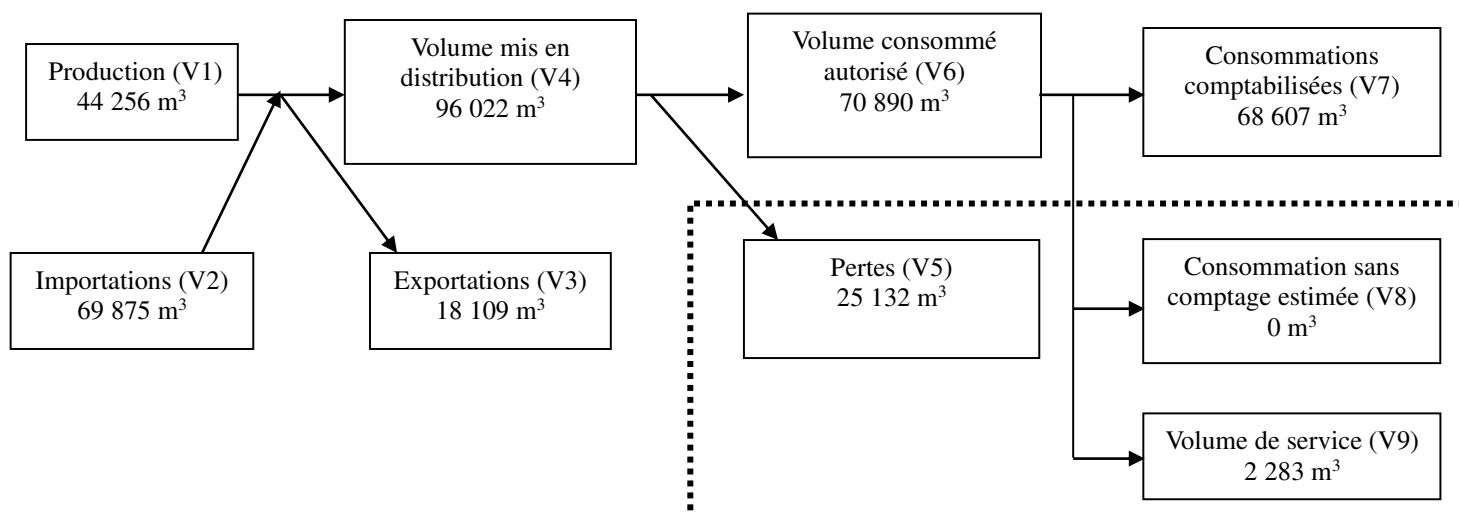 Production (V1)
44 256 m³
Volume mis en
distribution (V4)
96 022 m³
Volume consommé
autorisé (V6)
70 890 m³
Consommations
comptabilisées (V7)
68 607 m³
Importations (V2)
69 875 m³
Exportations (V3)
18 109 m³
Pertes (V5)
25 132 m³
Consommation sans
comptage estimée (V8)
0 m³
Volume de service (V9)
2 283 m³